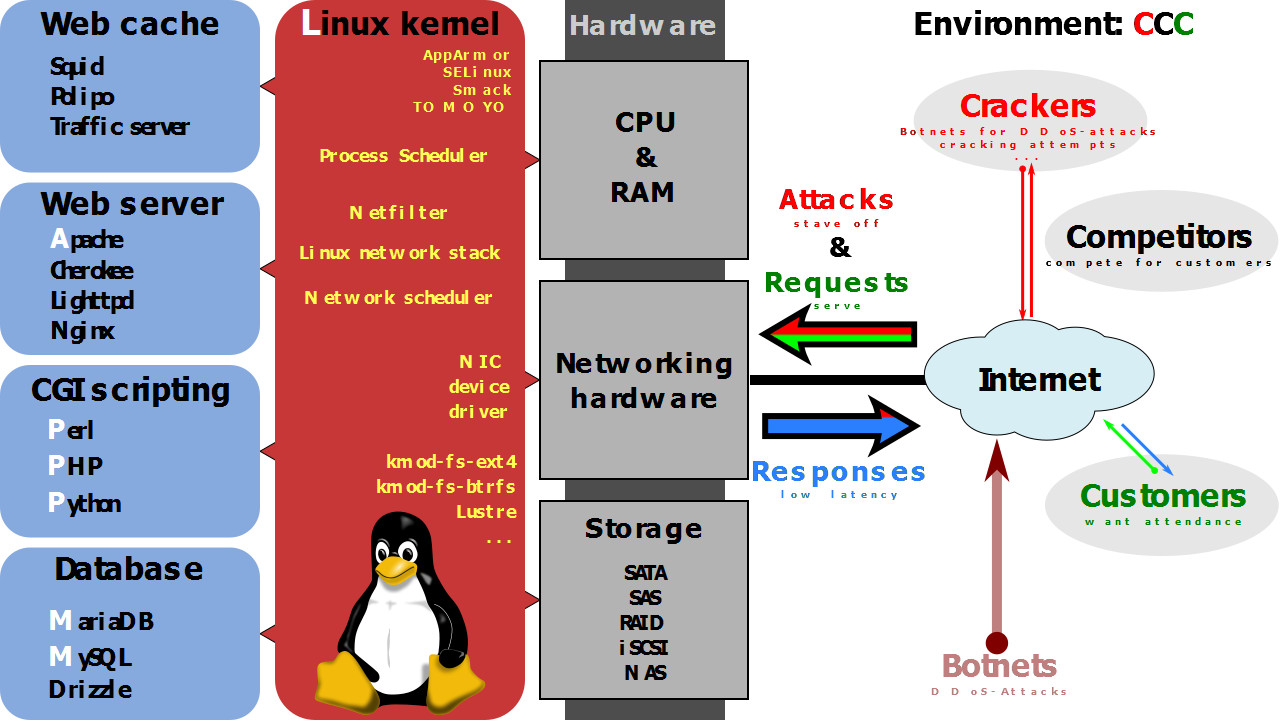 Web cache
Squid
Polipo
Traffic server
Web server
Apache
Cherokee
Lighttpd
Nginx
CGI scripting
Perl
PHP
Python
Database
MariaDB
MySQL
Drizzle
Linux kernel
AppArmor
SELinux
Smack
TOMOYO
Process Scheduler
Netfilter
Linux network stack
Network scheduler
NIC
device
driver
kmod-fs-ext4
kmod-fs-btrfs
Lustre
...
Hardware
CPU
&
RAM
Networking
hardware
Storage
SATA
SAS
RAID
iSCSI
NAS
Attacks
stave off
&
Requests
serve
Responses
low latency
Environment: CCC
Crackers
Botnets for DDoS-attacks
cracking attempts
...
Competitors
compete for customers
Internet
Customers
want attendance
Botnets
DDoS-Attacks